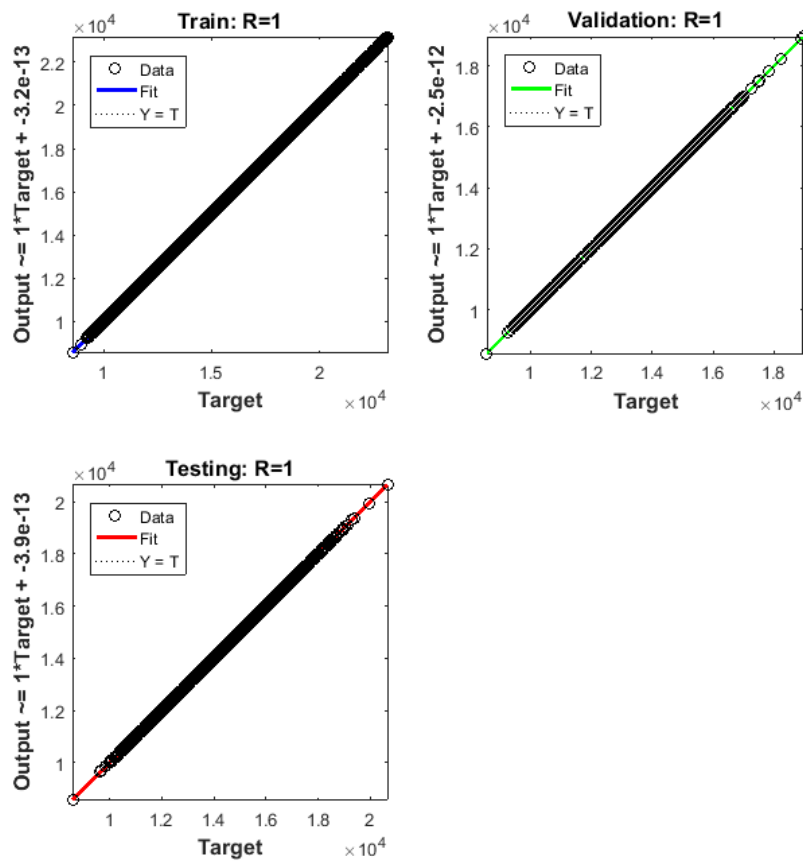 Train: R=1
×10^4
Output ~= 1*Target + -3.2e-13
Data
Fit
Y = T
2.2
2
1.8
1.6
1.4
1.2
1
1 1.5 2
Target
×10^4
Validation: R=1
×10^4
Output ~= 1*Target + -2.5e-12
Data
Fit
Y = T
1.8
1.6
1.4
1.2
1
1 1.2 1.4 1.6 1.8
Target
×10^4
Testing: R=1
×10^4
Output ~= 1*Target + -3.9e-13
Data
Fit
Y = T
2
1.8
1.6
1.4
1.2
1
1 1.2 1.4 1.6 1.8 2
Target
×10^4